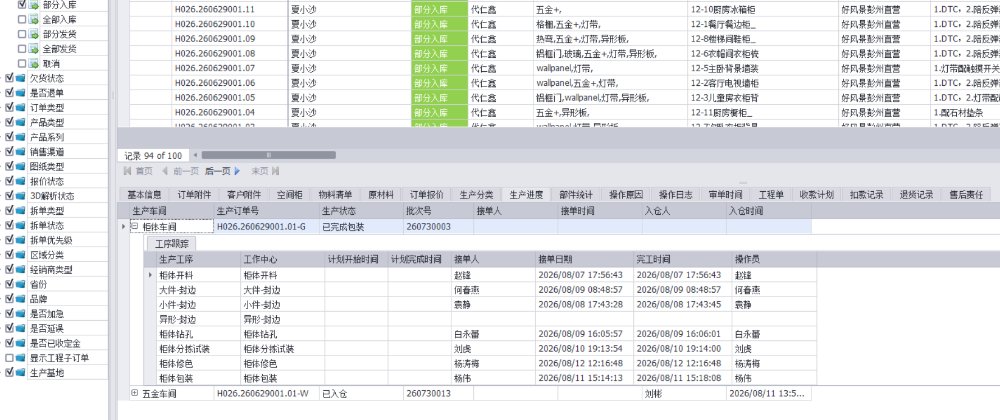 部分入库
全部入库
部分发货
全部发货
取消
欠货状态
是否退单
订单类型
产品类型
产品系列
销售渠道
图纸类型
报价状态
3D解析状态
拆单类型
拆单状态
拆单优先级
区域分类
经销商类型
省份
品牌
是否加急
是否延误
是否已收定金
显示工程子订单
生产基地
H026.260629001.11 夏小沙 部分入库 代仁鑫 五金+, 12-10厨房冰箱柜 好风景彭州直营 1.DTC，2.陪反弹
H026.260629001.10 夏小沙 部分入库 代仁鑫 格栅,五金+,灯带, 12-1餐厅餐边柜_ 好风景彭州直营 1.DTC，2.陪反弹
H026.260629001.09 夏小沙 部分入库 代仁鑫 热弯,五金+,灯带,异形板, 12-8楼梯间鞋柜_ 好风景彭州直营 1.DTC，2.陪反弹
H026.260629001.08 夏小沙 部分入库 代仁鑫 铝框门,玻璃,五金+,灯带,异形板, 12-6衣帽间衣柜梳 好风景彭州直营 1.DTC，2.陪反弹
H026.260629001.07 夏小沙 部分入库 代仁鑫 wallpanel,灯带, 12-5主卧背景墙装 好风景彭州直营 1.灯带配触摸开关
H026.260629001.06 夏小沙 部分入库 代仁鑫 wallpanel,五金+,灯带, 12-2客厅电视墙柜 好风景彭州直营 1.DTC，2.陪反弹
H026.260629001.05 夏小沙 部分入库 代仁鑫 铝框门,wallpanel,灯带,异形板, 12-3儿童房衣柜背 好风景彭州直营 1.DTC，2.灯带配
H026.260629001.04 夏小沙 部分入库 代仁鑫 五金+,异形板, 12-11厨房橱柜_ 好风景彭州直营 1.配石材垫条
记录 94 of 100
首页 前一页 后一页 末页
基本信息 订单附件 客户附件 空间柜 物料清单 原材料 订单报价 生产分类 生产进度 部件统计 操作原因 操作日志 审单时间 工程单 收款计划 扣款记录 退货记录 售后责任
生产车间 生产订单号 生产状态 批次号 接单人 接单时间 入仓人 入仓时间
柜体车间 H026.260629001.01-G 已完成包装 260730003
工序跟踪
生产工序 工作中心 计划开始时间 计划完成时间 接单人 接单日期 完工时间 操作员
柜体开料 柜体开料 赵锋 2026/08/07 17:56:43 2026/08/07 17:56:43 赵锋
大件-封边 大件-封边 何春燕 2026/08/09 08:48:57 2026/08/09 08:48:57 何春燕
小件-封边 小件-封边 袁静 2026/08/08 17:43:28 2026/08/08 17:43:45 袁静
异形-封边 异形-封边
柜体钻孔 柜体钻孔 白永蕾 2026/08/09 16:05:57 2026/08/09 16:06:01 白永蕾
柜体分拣试装 柜体分拣试装 刘虎 2026/08/10 19:13:54 2026/08/10 19:14:00 刘虎
柜体修色 柜体修色 杨涛梅 2026/08/12 12:16:48 2026/08/12 12:16:48 杨涛梅
柜体包装 柜体包装 杨伟 2026/08/11 15:14:13 2026/08/11 15:18:08 杨伟
五金车间 H026.260629001.01-W 已入仓 260730013 刘彬 2026/08/11 13:5...